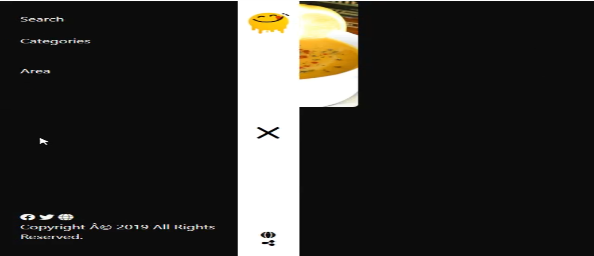 Search
Categories
Area
Copyright Â© 2019 All Rights
Reserved.